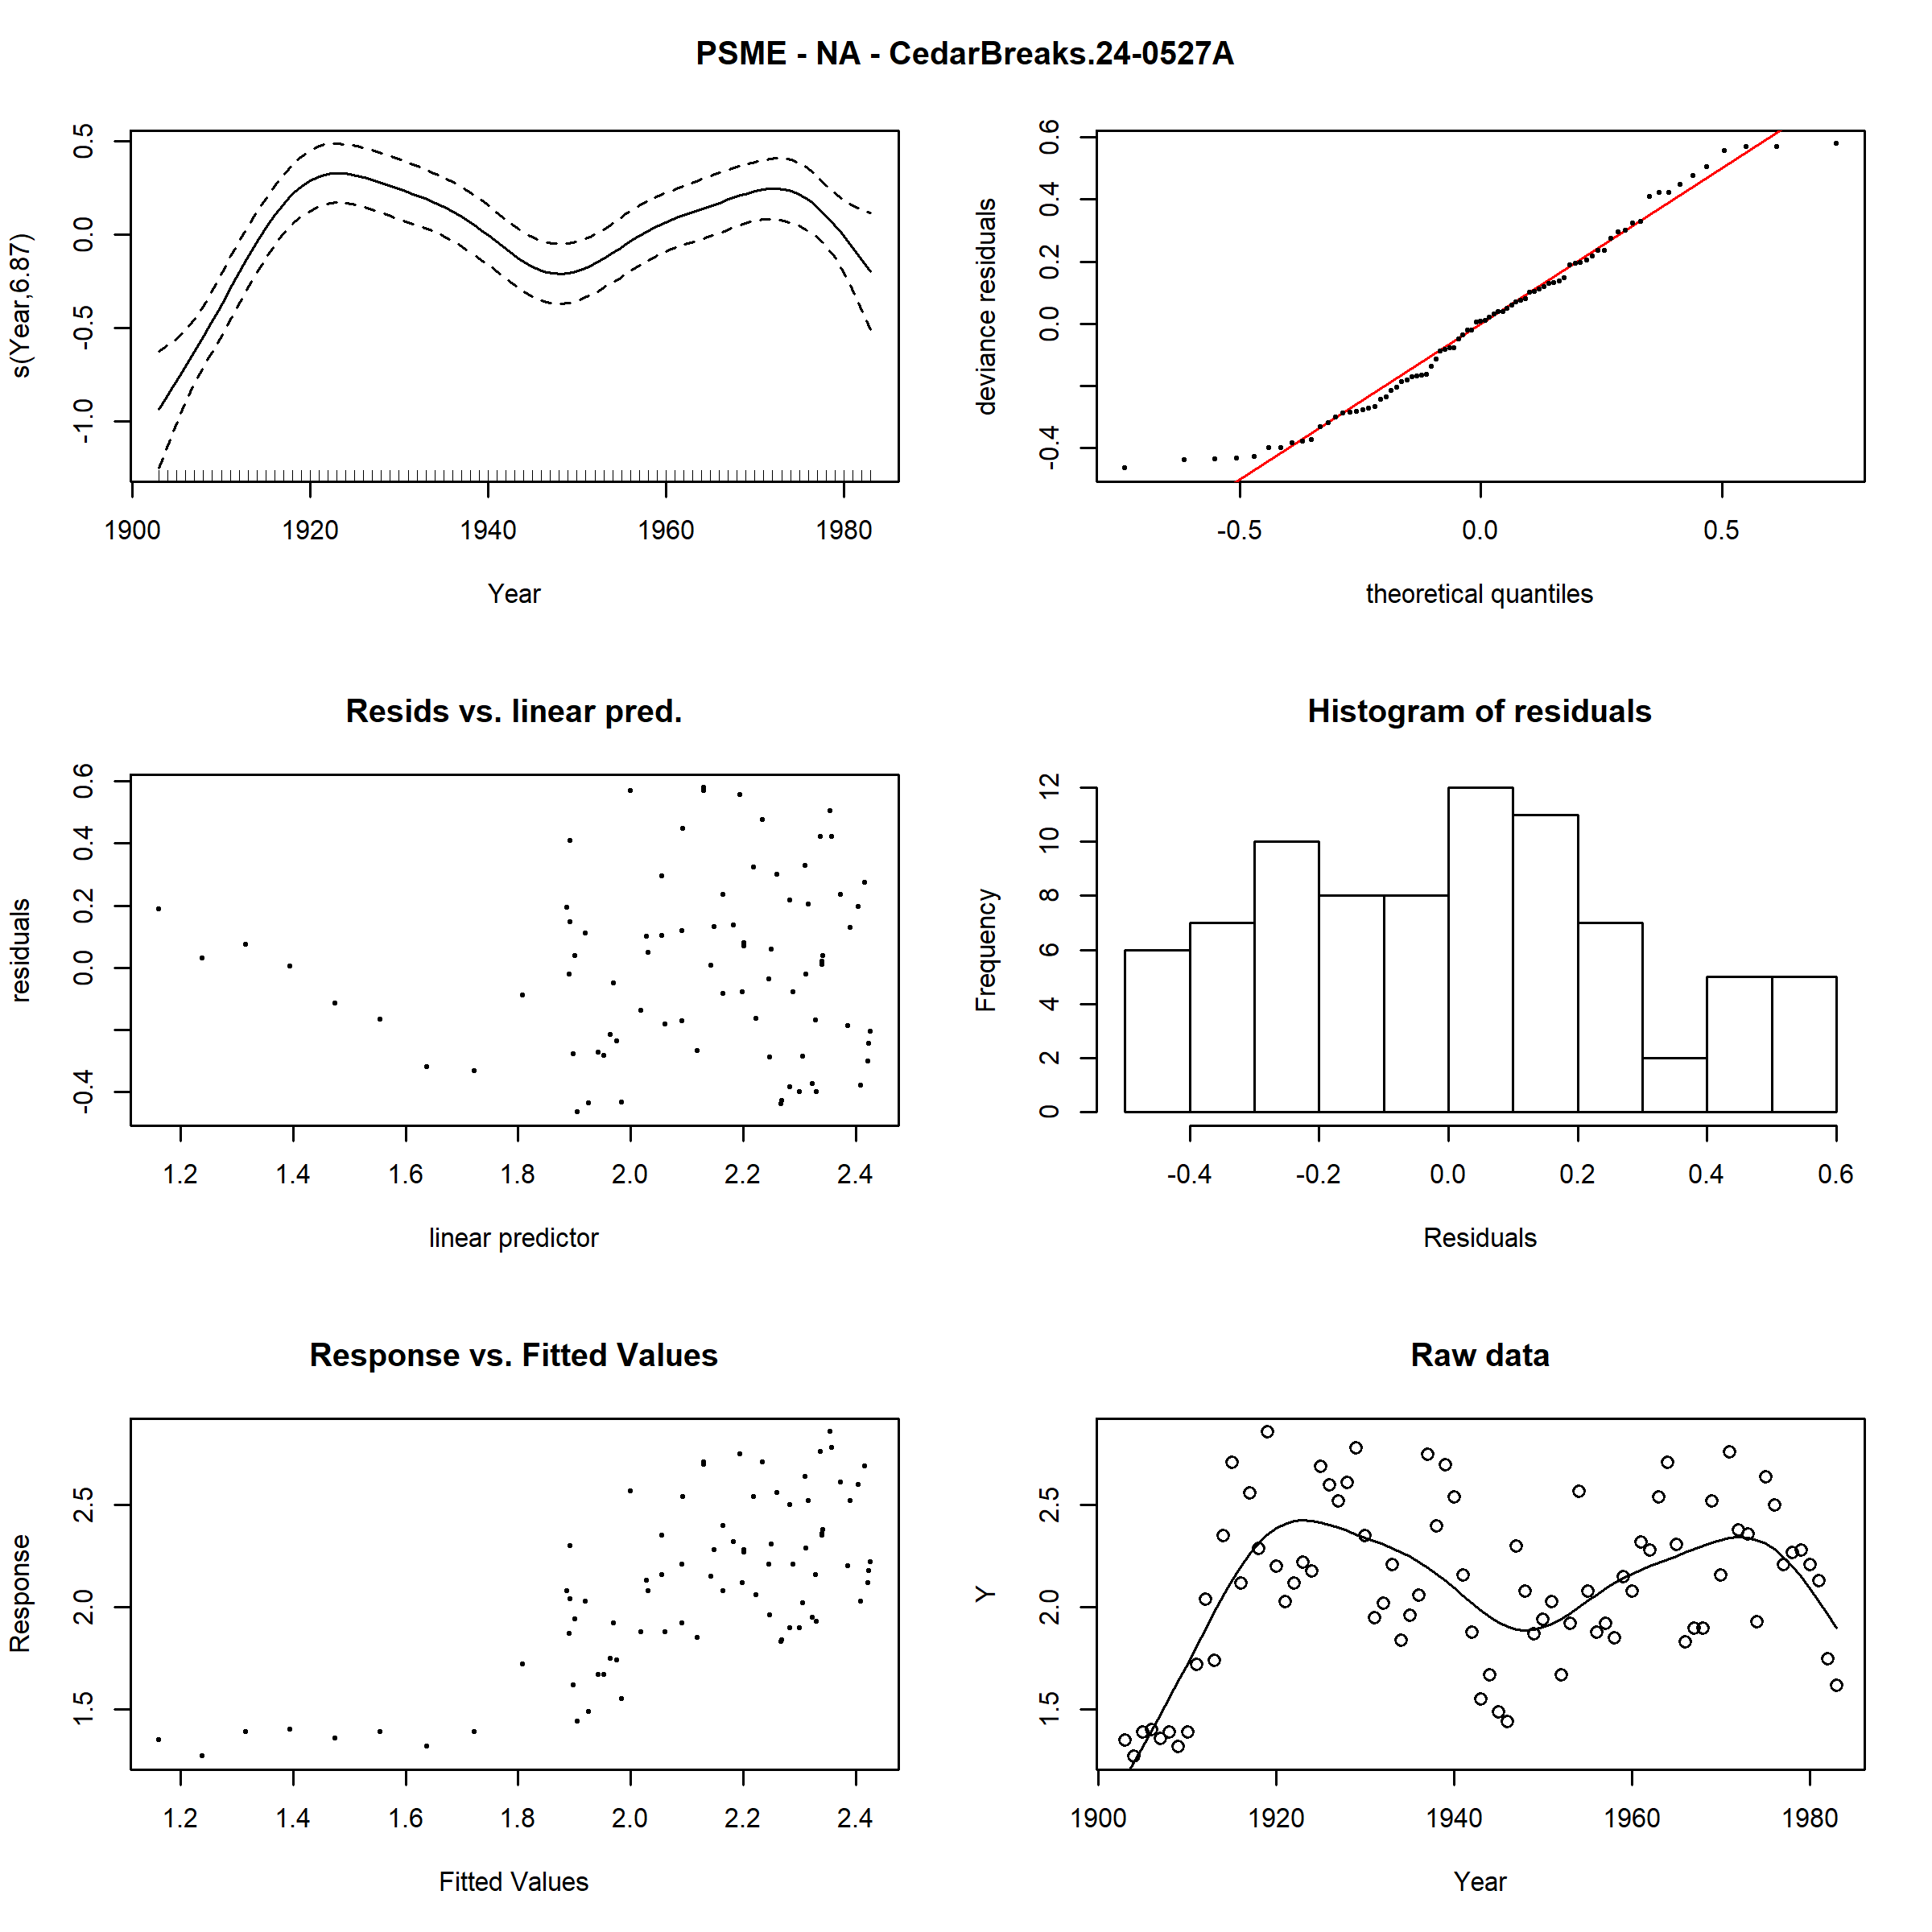 PSME - NA - CedarBreaks.24-0527A
s(Year,6.87)
0.5
0.0
-0.5
-1.0
1900 1920 1940 1960 1980
Year
deviance residuals
0.6
0.4
0.2
0.0
-0.4
-0.5 0.0 0.5
theoretical quantiles
Resids vs. linear pred.
residuals
0.6
0.4
0.2
0.0
-0.4
1.2 1.4 1.6 1.8 2.0 2.2 2.4
linear predictor
Histogram of residuals
Frequency
12
10
8
6
4
2
0
-0.4 -0.2 0.0 0.2 0.4 0.6
Residuals
Response vs. Fitted Values
Response
2.5
2.0
1.5
1.2 1.4 1.6 1.8 2.0 2.2 2.4
Fitted Values
Raw data
Y
2.5
2.0
1.5
1900 1920 1940 1960 1980
Year